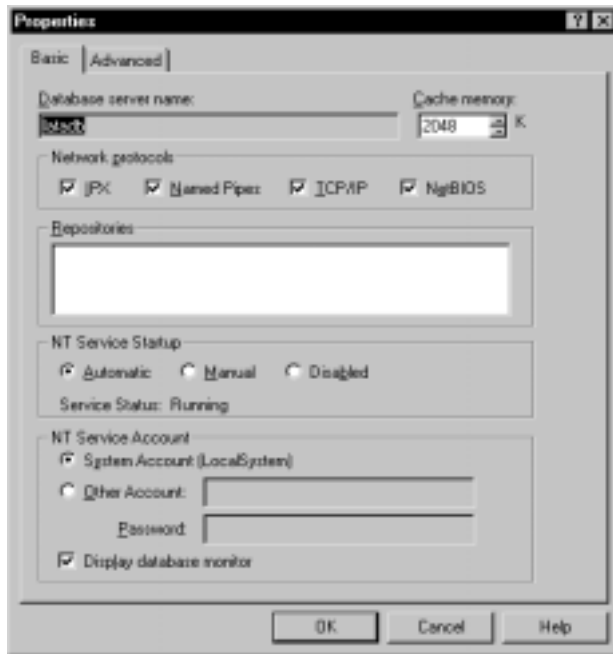 Properties
Basic Advanced
Database server name: Cache memory:
2048 K
Network protocols
IPX Named Pipes TCP/IP NetBIOS
Repositories
NT Service Startup
Automatic Manual Disabled
Service Status: Running
NT Service Account
System Account (LocalSystem)
Other Account:
Password:
Display database monitor
OK Cancel Help